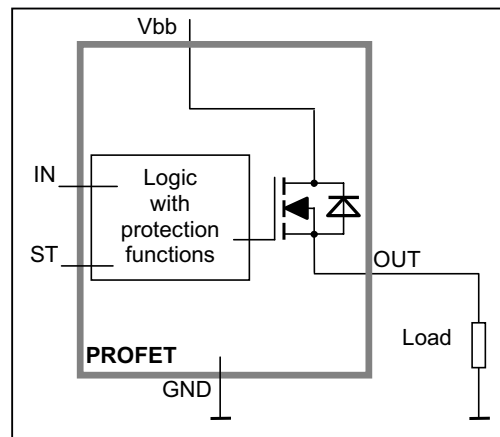 Vbb
IN
Logic
with
protection
functions
ST
OUT
Load
PROFET
GND